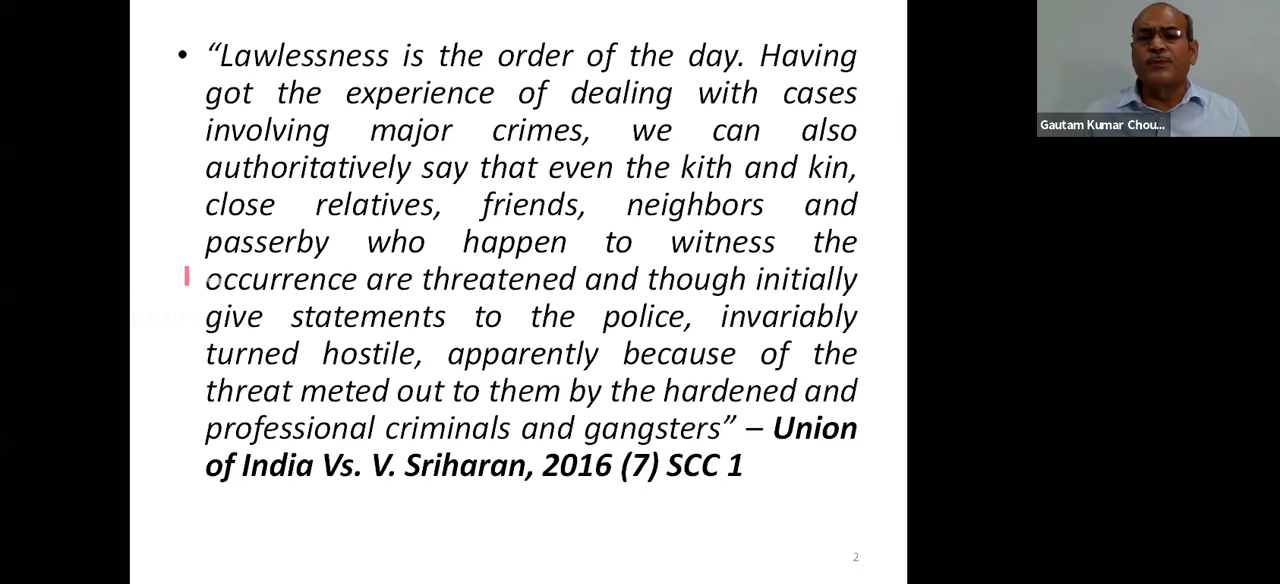 • “Lawlessness is the order of the day. Having
got the experience of dealing with cases
involving major crimes, we can also
authoritatively say that even the kith and kin,
close relatives, friends, neighbors and
passerby who happen to witness the
occurrence are threatened and though initially
give statements to the police, invariably
turned hostile, apparently because of the
threat meted out to them by the hardened and
professional criminals and gangsters” – Union
of India Vs. V. Sriharan, 2016 (7) SCC 1
2
Gautam Kumar Chou...